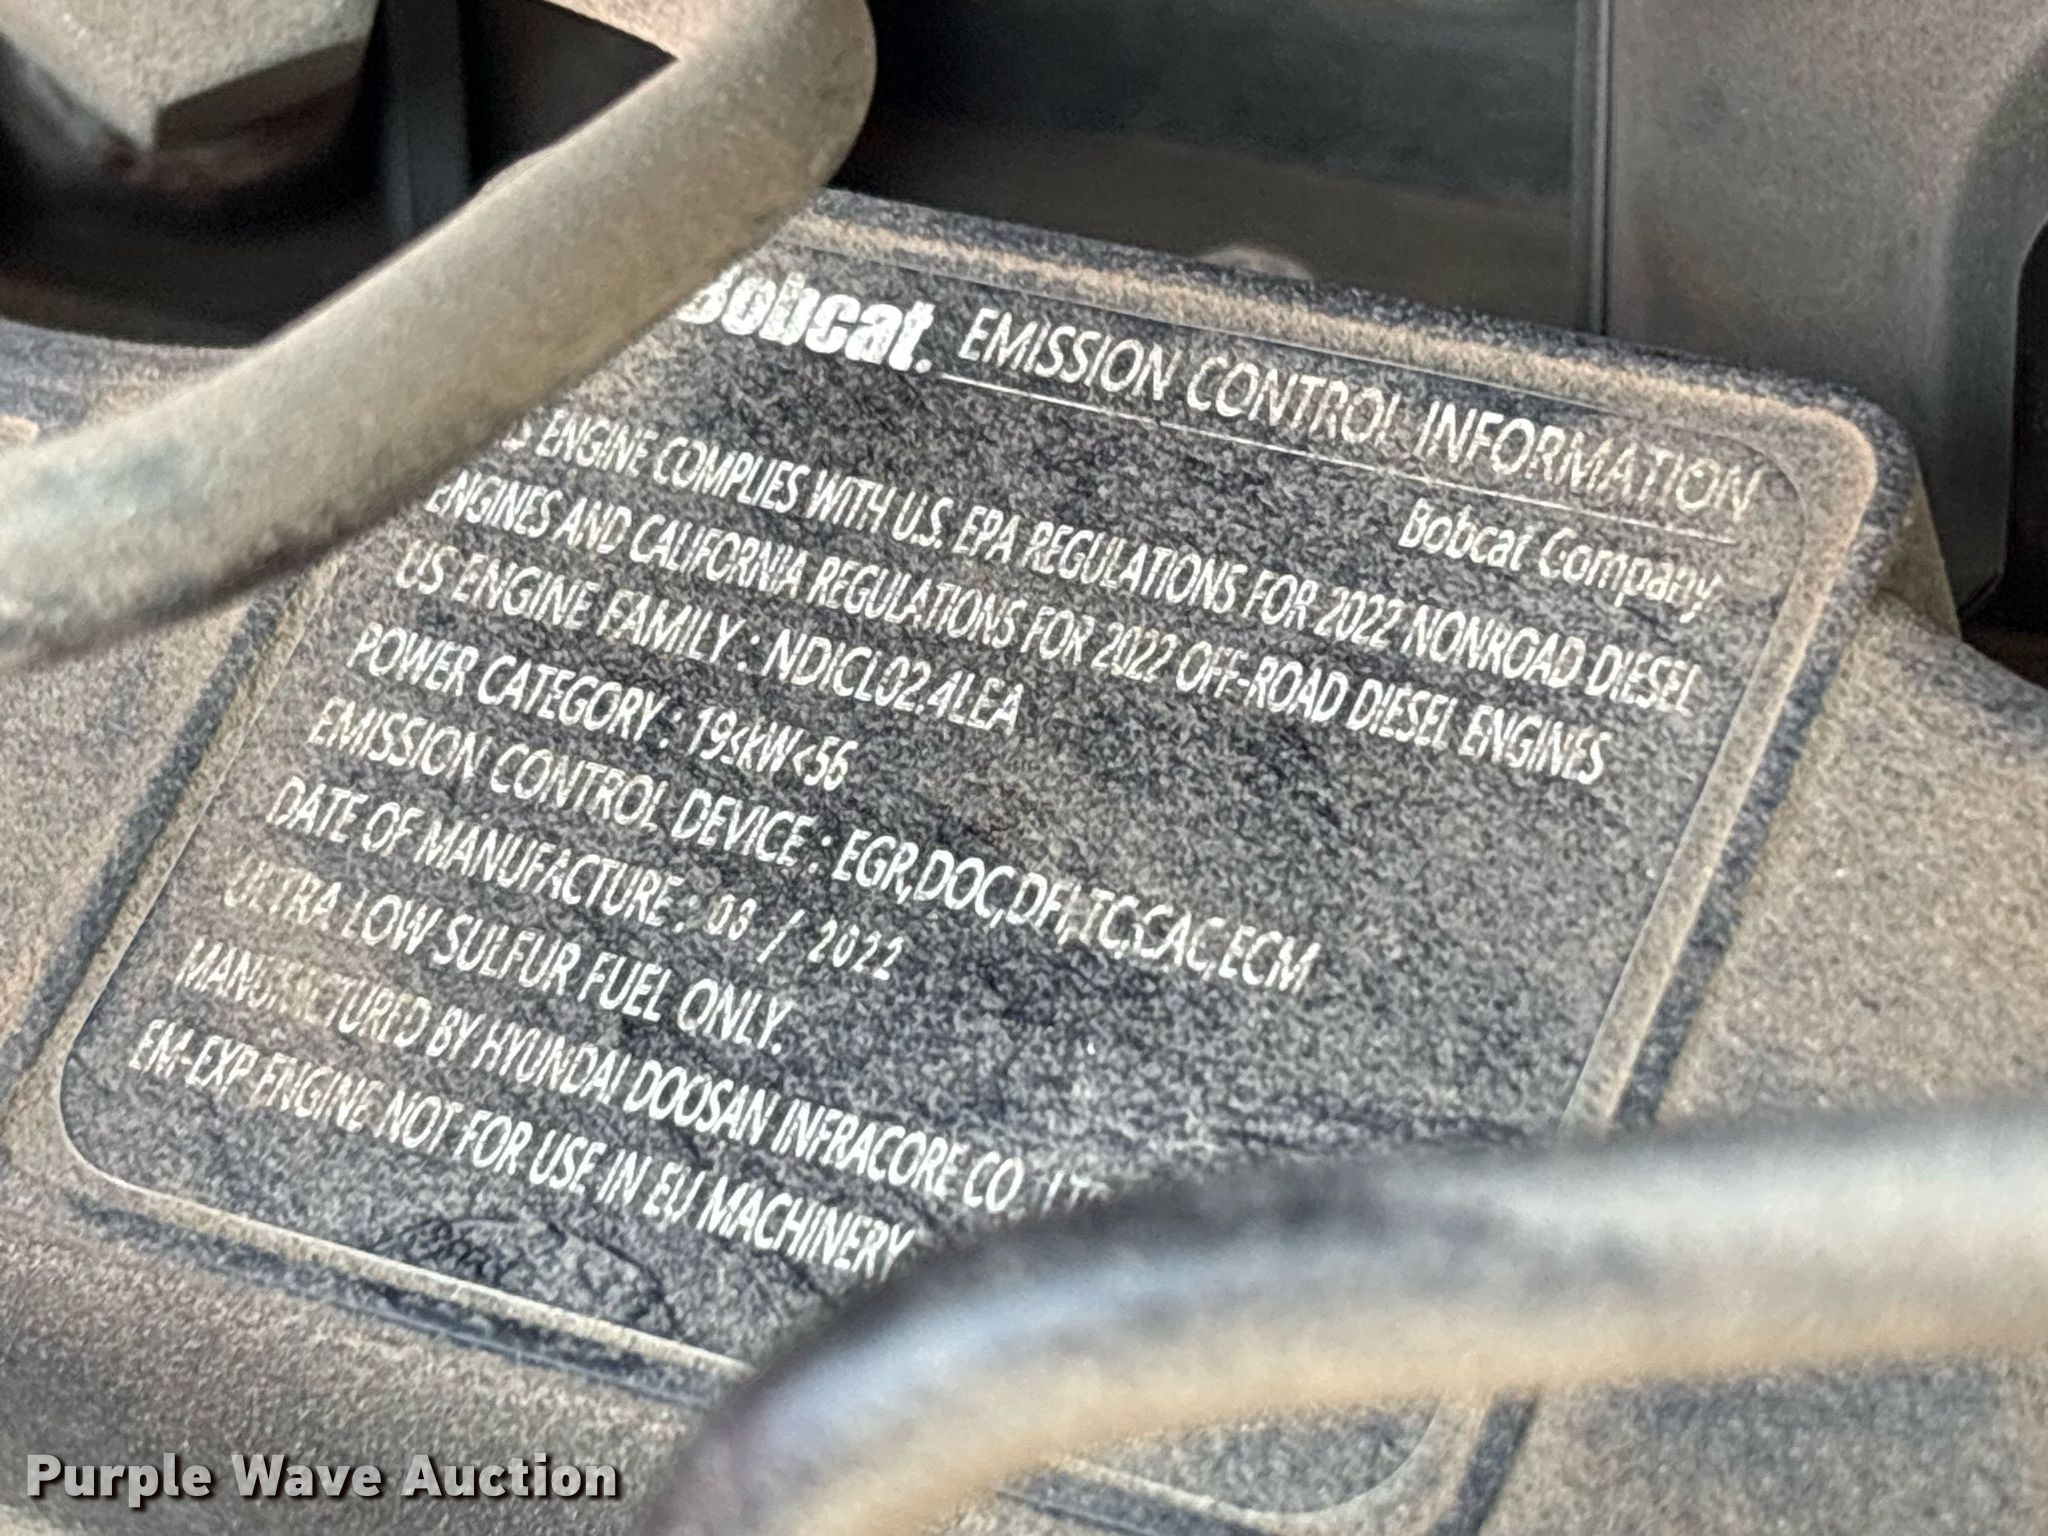 Bobcat. EMISSION CONTROL INFORMATION
Bobcat Company
ENGINE COMPLIES WITH U.S. EPA REGULATIONS FOR 2022 NONROAD DIESEL
ENGINES AND CALIFORNIA REGULATIONS FOR 2022 OFF-ROAD DIESEL ENGINES
US ENGINE FAMILY : NDICL02.4LEA
POWER CATEGORY : 19≤kW<56
EMISSION CONTROL DEVICE : EGR,DOC,DFI,TC,CAC,ECM
DATE OF MANUFACTURE : 08 / 2022
ULTRA LOW SULFUR FUEL ONLY.
MANUFACTURED BY HYUNDAI DOOSAN INFRACORE CO.
EM-EXP ENGINE NOT FOR USE IN EU MACHINERY
Purple Wave Auction